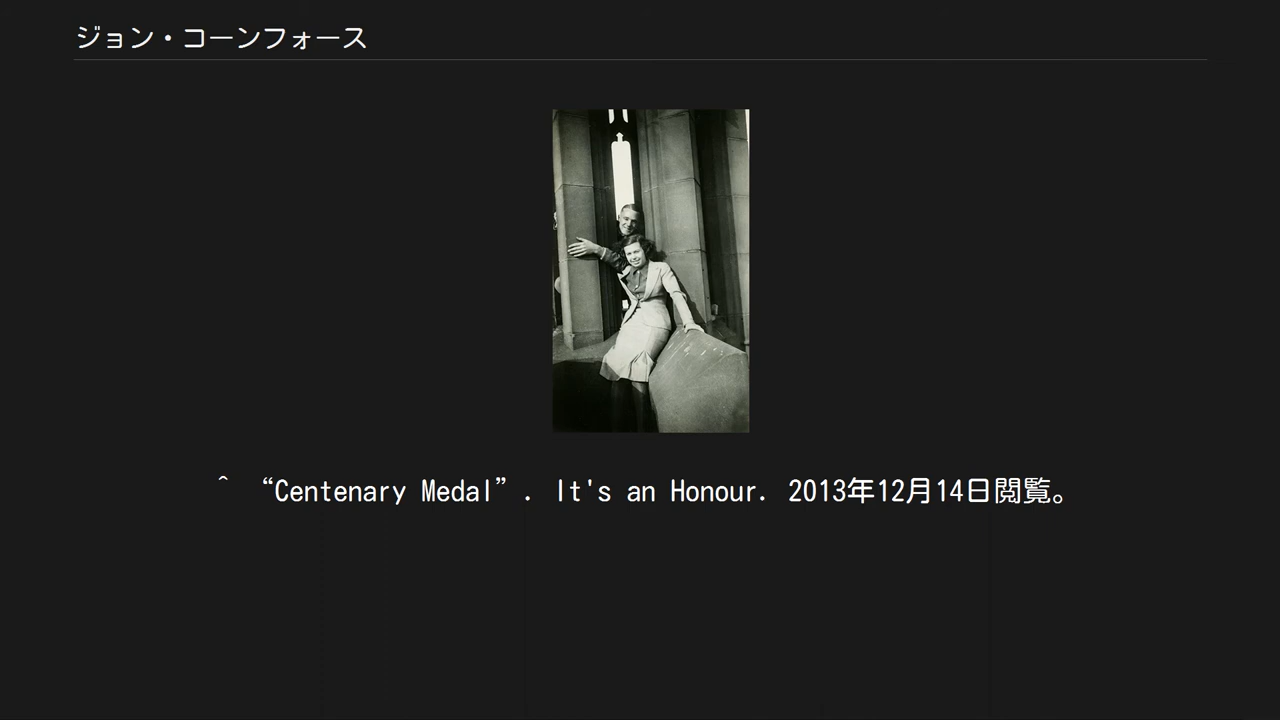 ジョン・コーンフォース
^ “Centenary Medal”. It's an Honour. 2013年12月14日閲覧。